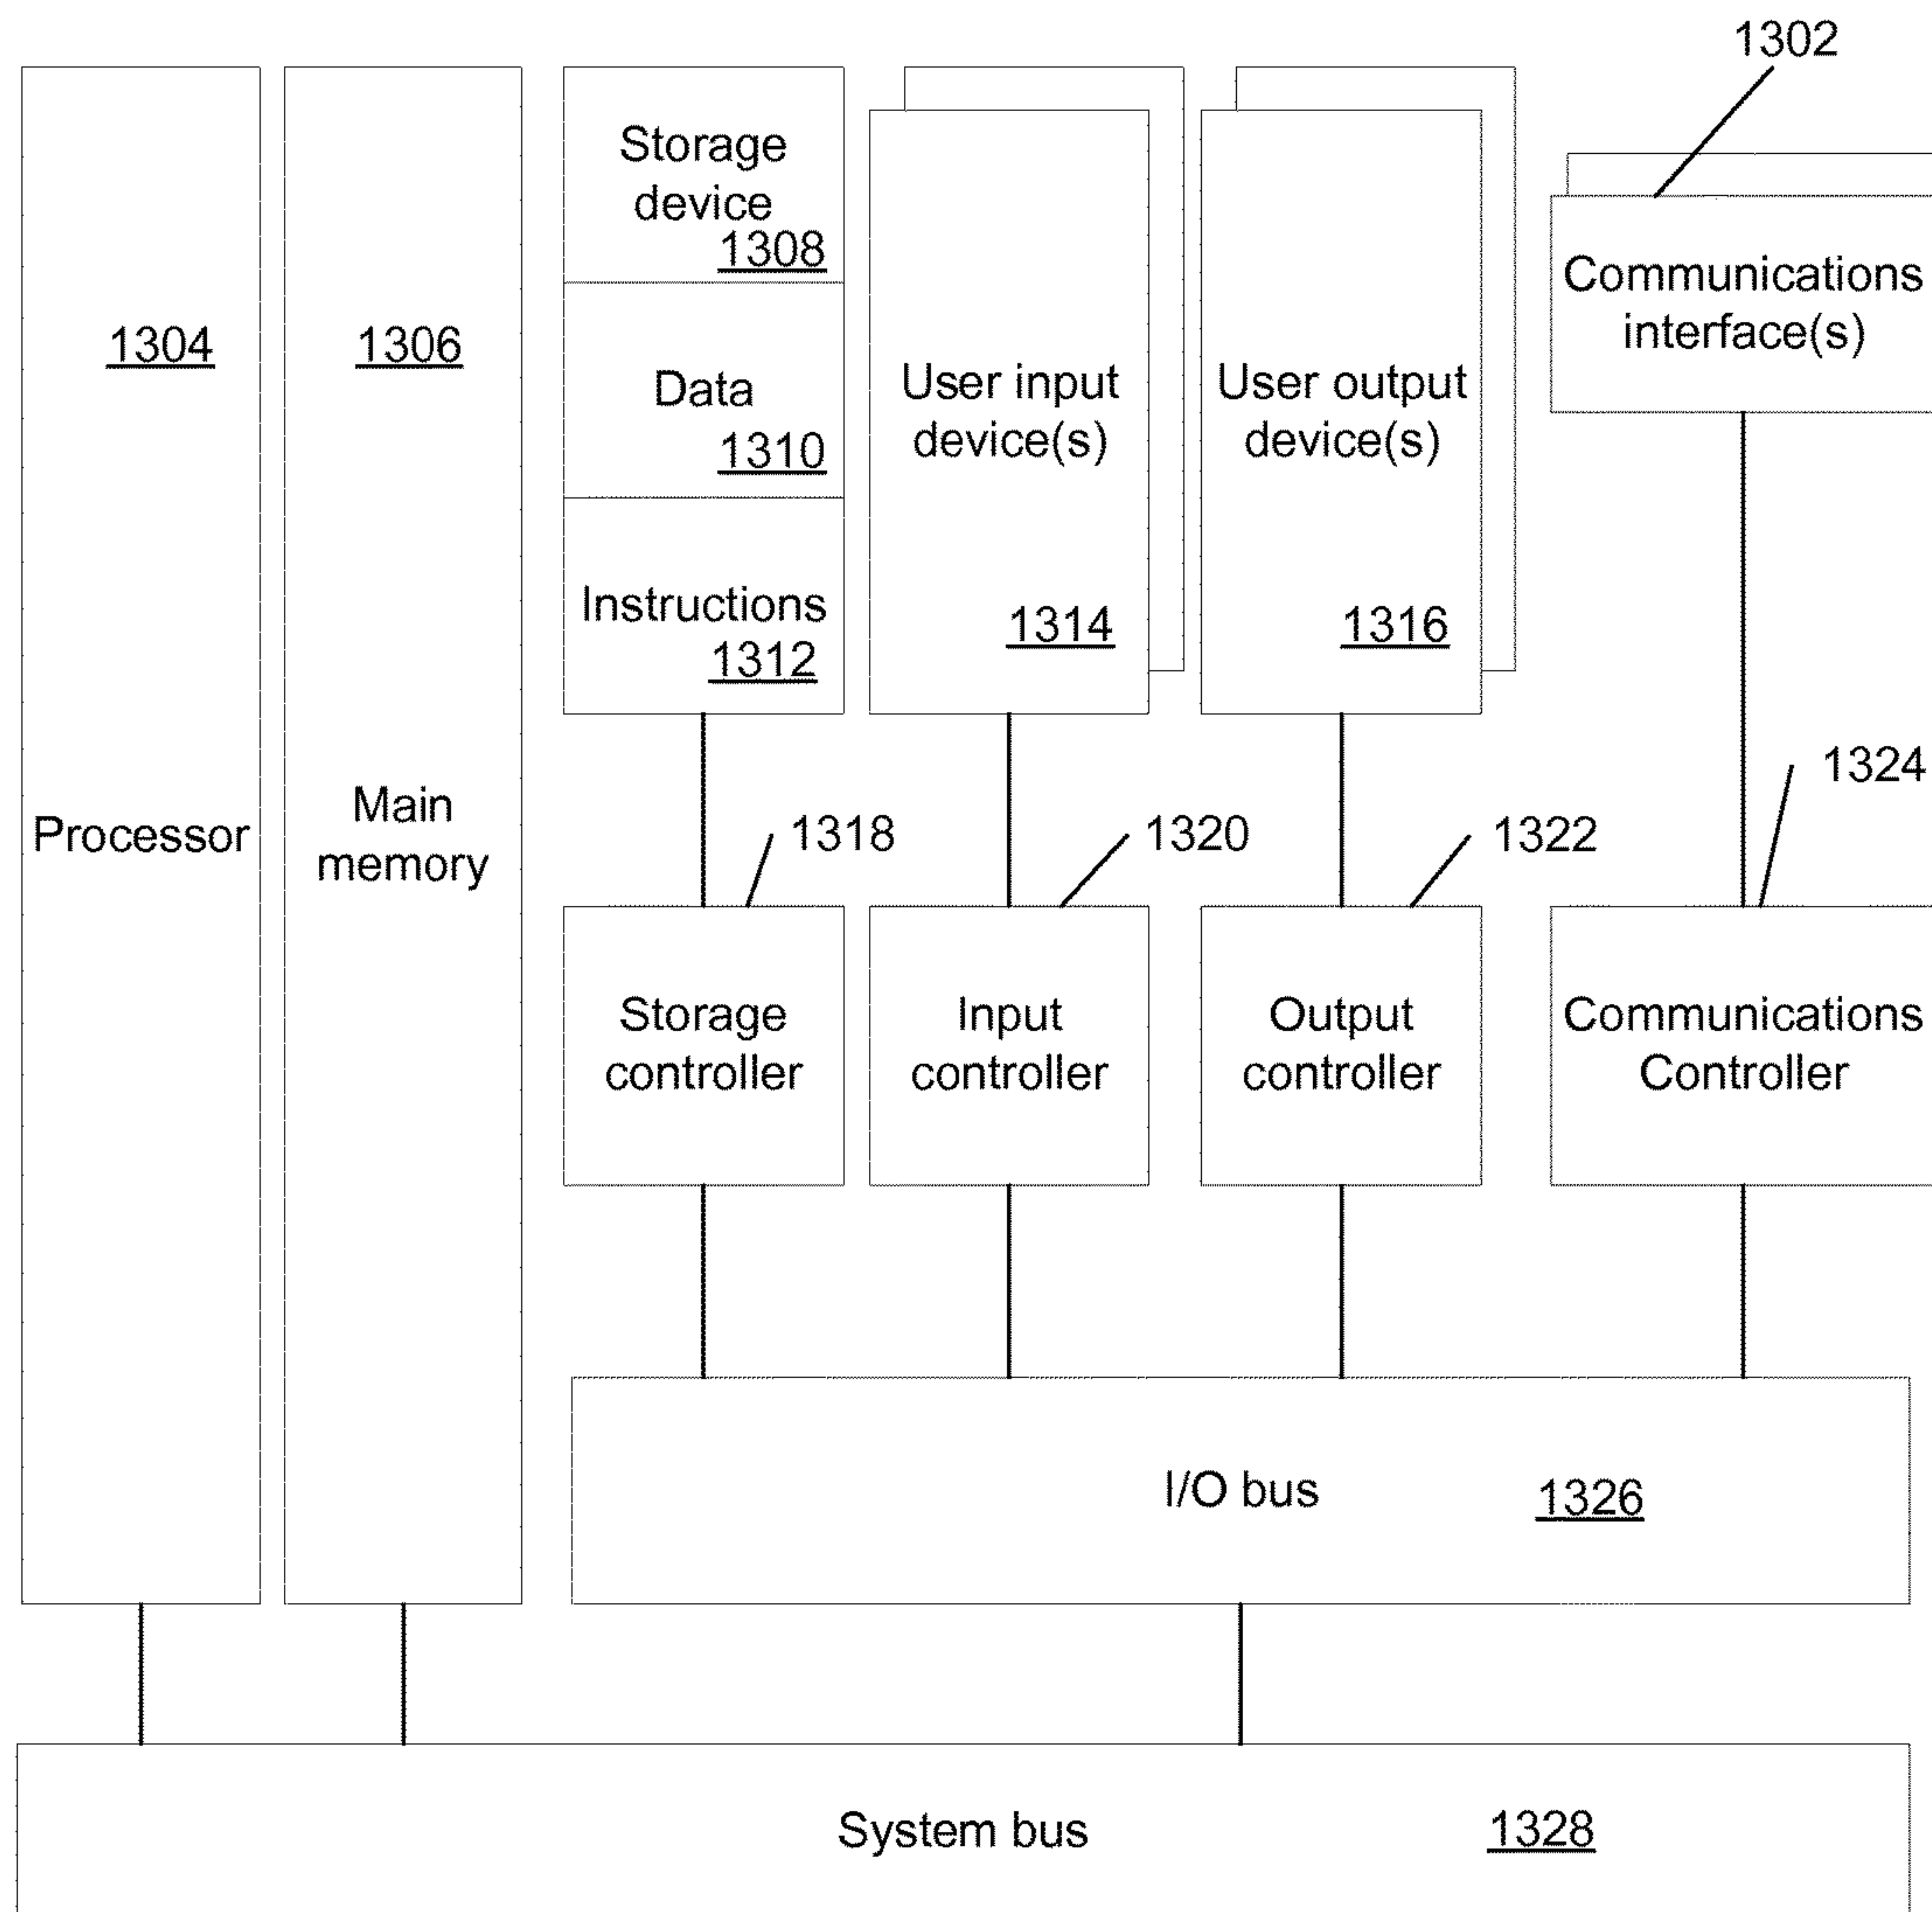 1302
Storage
device
1308
Communications
interface(s)
1304
1306
Data
1310
User input
device(s)
User output
device(s)
Instructions
1312
1314
1316
1324
Processor
Main
memory
1318
1320
1322
Storage
controller
Input
controller
Output
controller
Communications
Controller
I/O bus
1326
System bus
1328